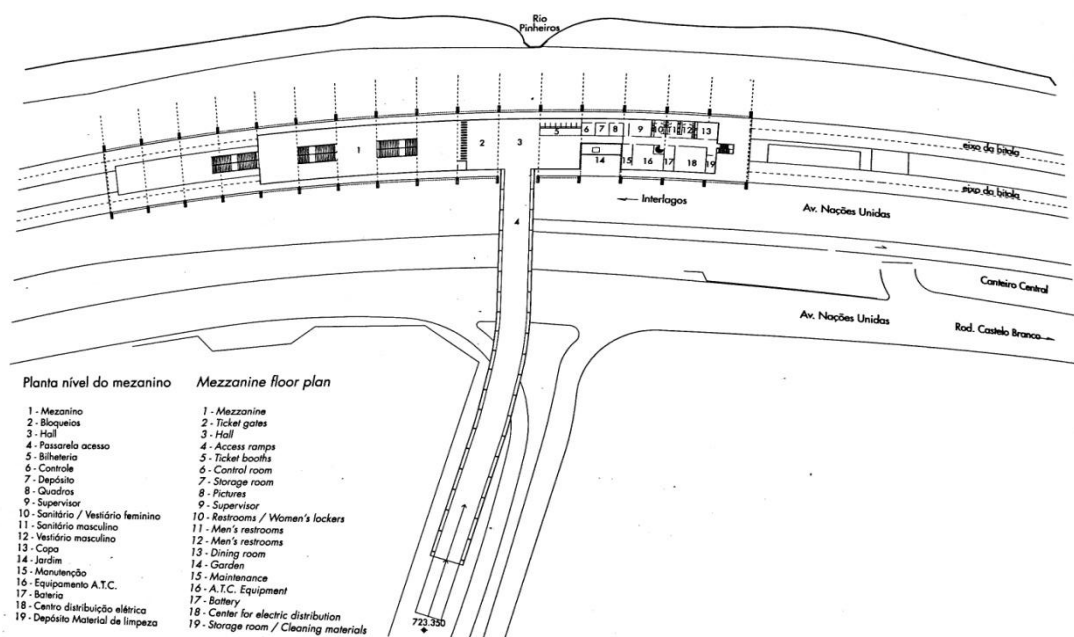 Rio
Pinheiros
1
2
3
5
6
7
8
9
10
11
12
13
14
15
16
17
18
19
eixo da bitola
eixo da bitola
Interlagos
Av. Nações Unidas
4
Canteiro Central
Av. Nações Unidas
Rod. Castelo Branco
Planta nível do mezanino
1 - Mezanino
2 - Bloqueios
3 - Hall
4 - Passarela acesso
5 - Bilheteria
6 - Controle
7 - Depósito
8 - Quadros
9 - Supervisor
10 - Sanitário / Vestiário feminino
11 - Sanitário masculino
12 - Vestiário masculino
13 - Copa
14 - Jardim
15 - Manutenção
16 - Equipamento A.T.C.
17 - Bateria
18 - Centro distribuição elétrica
19 - Depósito Material de limpeza
Mezzanine floor plan
1 - Mezzanine
2 - Ticket gates
3 - Hall
4 - Access ramps
5 - Ticket booths
6 - Control room
7 - Storage room
8 - Pictures
9 - Supervisor
10 - Restrooms / Women's lockers
11 - Men's restrooms
12 - Men's restrooms
13 - Dining room
14 - Garden
15 - Maintenance
16 - A.T.C. Equipment
17 - Battery
18 - Center for electric distribution
19 - Storage room / Cleaning materials
723.350